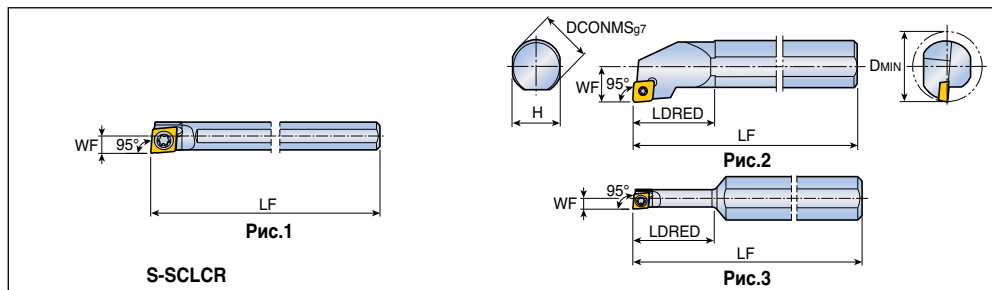 WF
95°
LF
Рис.1
S-SCLCR
DCONMSg7
H
WF
95°
LDRED
LF
Рис.2
DMIN
WF
95°
LDRED
LF
Рис.3